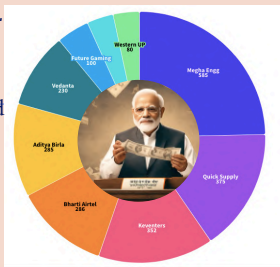 Western UP
80
Megha Engg
585
Quick Supply
375
Keventers
352
Bharti Airtel
286
Aditya Birla
285
Vedanta
230
Future Gaming
100